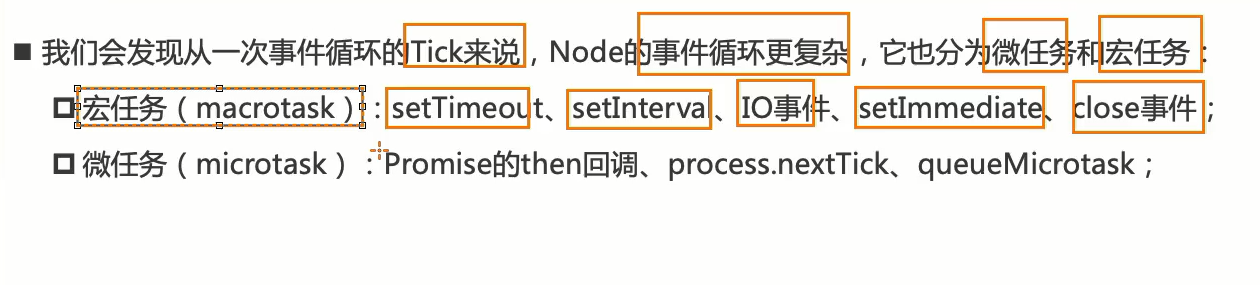 ■ 我们会发现从一次事件循环的Tick来说，Node的事件循环更复杂，它也分为微任务和宏任务：
宏任务（macrotask）：setTimeout、setInterval、IO事件、setImmediate、close事件；
微任务（microtask）：Promise的then回调、process.nextTick、queueMicrotask；